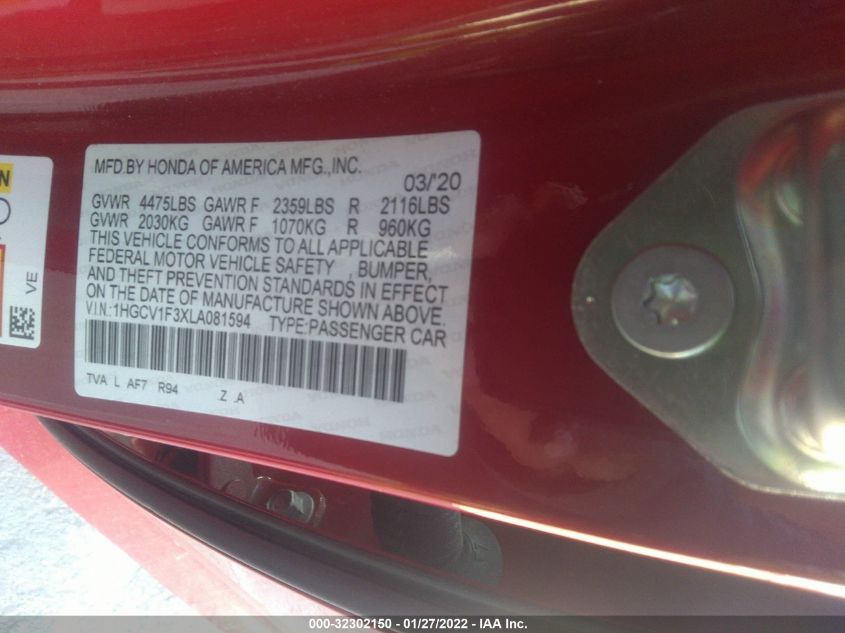 MFD.BY HONDA OF AMERICA MFG.,INC.
03/'20
GVWR 4475LBS GAWR F 2359LBS R 2116LBS
GVWR 2030KG GAWR F 1070KG R 960KG
THIS VEHICLE CONFORMS TO ALL APPLICABLE
FEDERAL MOTOR VEHICLE SAFETY , BUMPER,
AND THEFT PREVENTION STANDARDS IN EFFECT
ON THE DATE OF MANUFACTURE SHOWN ABOVE.
V.I.N.:1HGCV1F3XLA081594 TYPE:PASSENGER CAR
TVA L AF7 R94 Z .A
VE
000-32302150 — 01/27/2022 — IAA Inc.